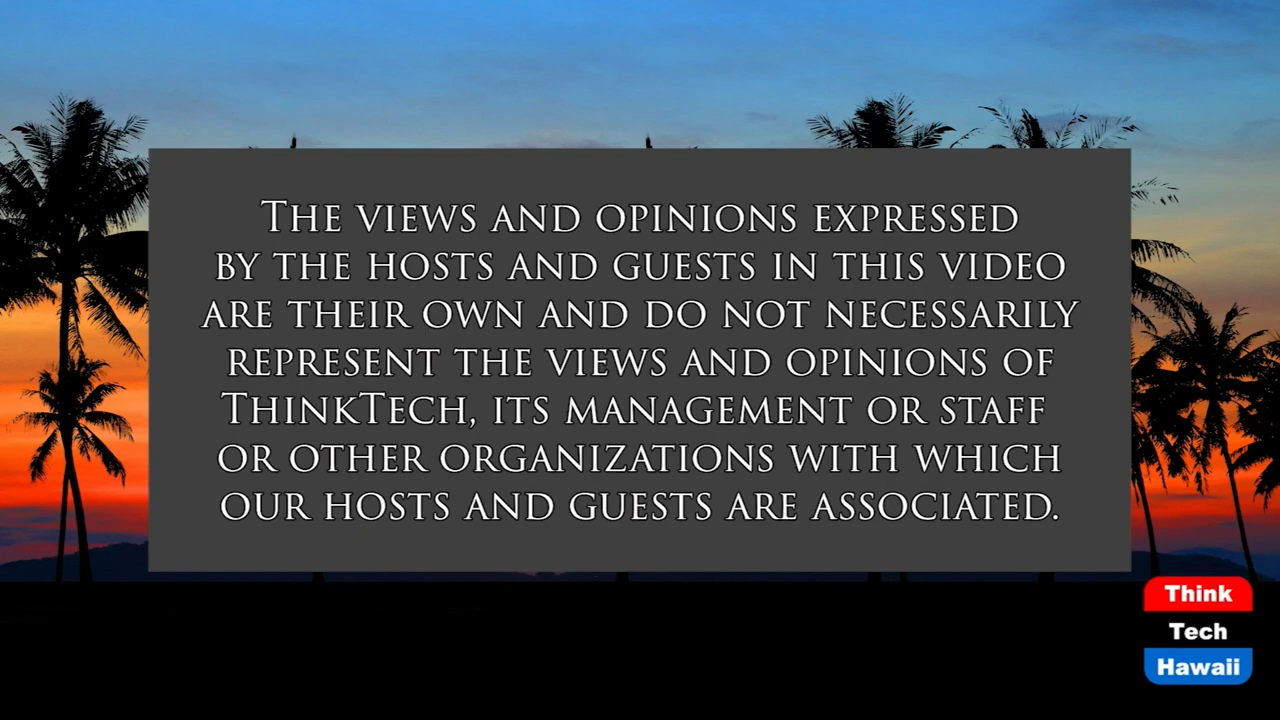 The views and opinions expressed
by the hosts and guests in this video
are their own and do not necessarily
represent the views and opinions of
ThinkTech, its management or staff
or other organizations with which
our hosts and guests are associated.
Think
Tech
Hawaii